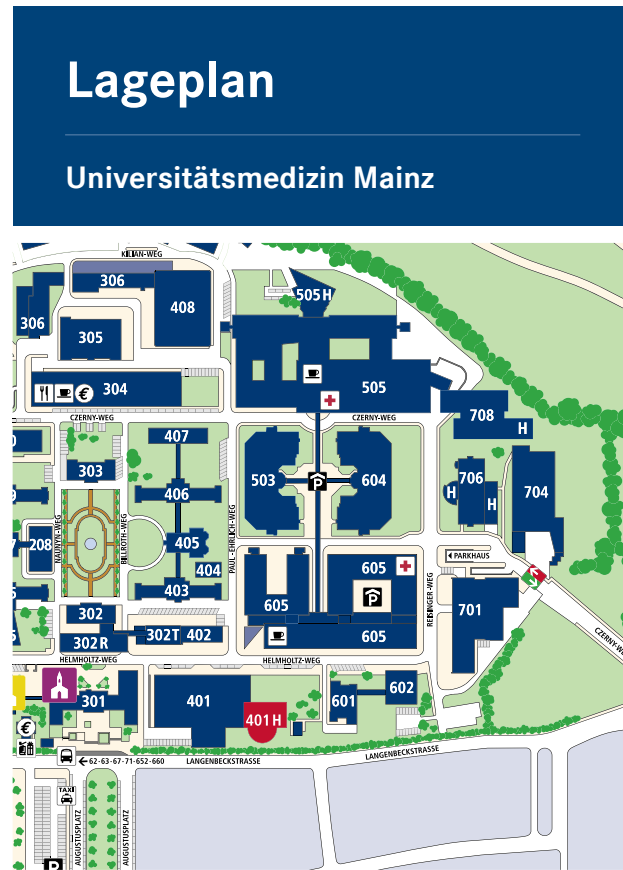 Lageplan
Universitätsmedizin Mainz
KILIAN-WEG
306
408
505 H
306
305
304
€
505
CZERNY-WEG
CZERNY-WEG
708
H
407
303
503
P
604
706
H
H
704
406
NAUNYN-WEG
BILLROTH-WEG
PAUL-EHRLICH-WEG
208
405
404
403
PARKHAUS
605
605
P
REISINGER-WEG
701
302
302 R
302T
402
605
CZERNY-W
HELMHOLTZ-WEG
HELMHOLTZ-WEG
301
401
401 H
601
602
€
62-63-67-71-652-660
LANGENBECKSTRASSE
LANGENBECKSTRASSE
TAXI
AUGUSTUSPLATZ
AUGUSTUSPLATZ
P